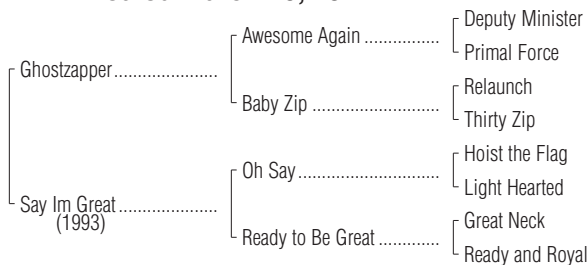 Deputy Minister
Awesome Again ................
Primal Force
Ghostzapper ......................
Relaunch
Baby Zip ...........................
Thirty Zip
Hoist the Flag
Oh Say ..............................
Light Hearted
Say Im Great .....................
Great Neck
(1993)
Ready to Be Great .............
Ready and Royal